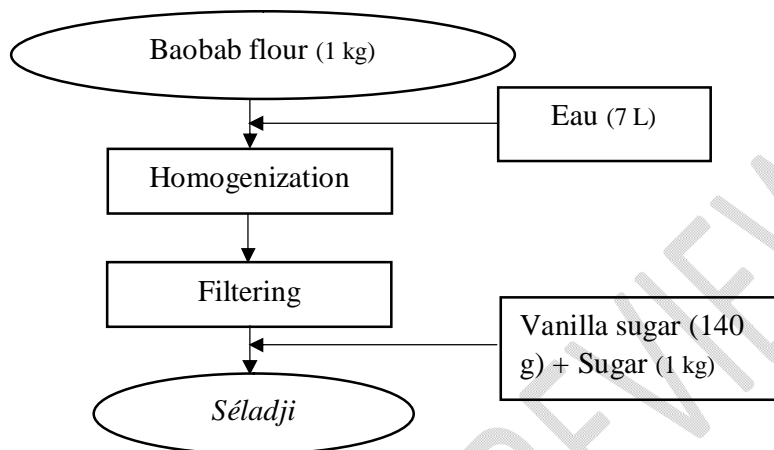 Baobab flour (1 kg)
Eau (7 L)
Homogenization
Filtering
Vanilla sugar (140
g) + Sugar (1 kg)
Séladji